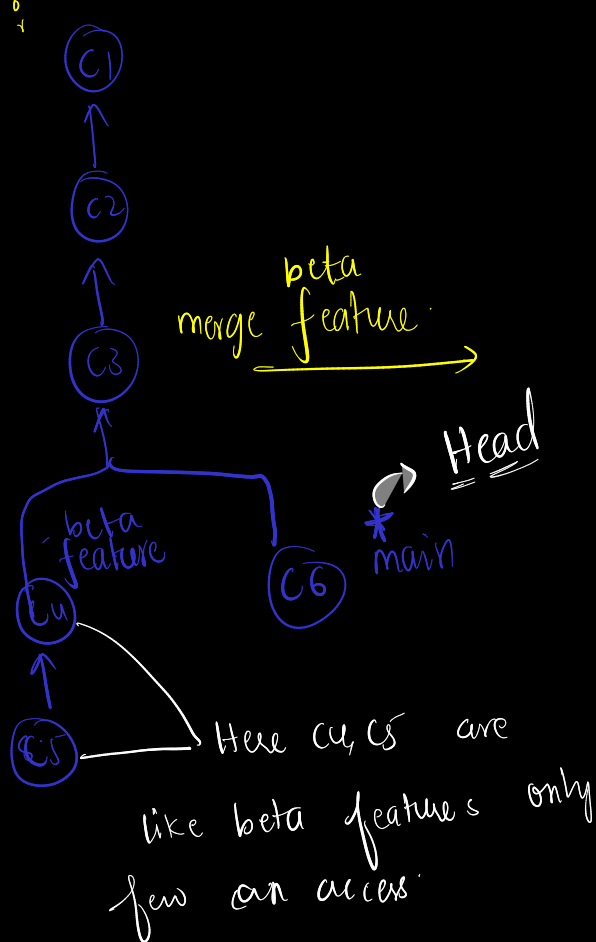 C1
C2
beta
merge feature.
C3
Head
beta
feature
* main
C6
C4
C5
Here C4, C5 are
like beta features only
few can access.